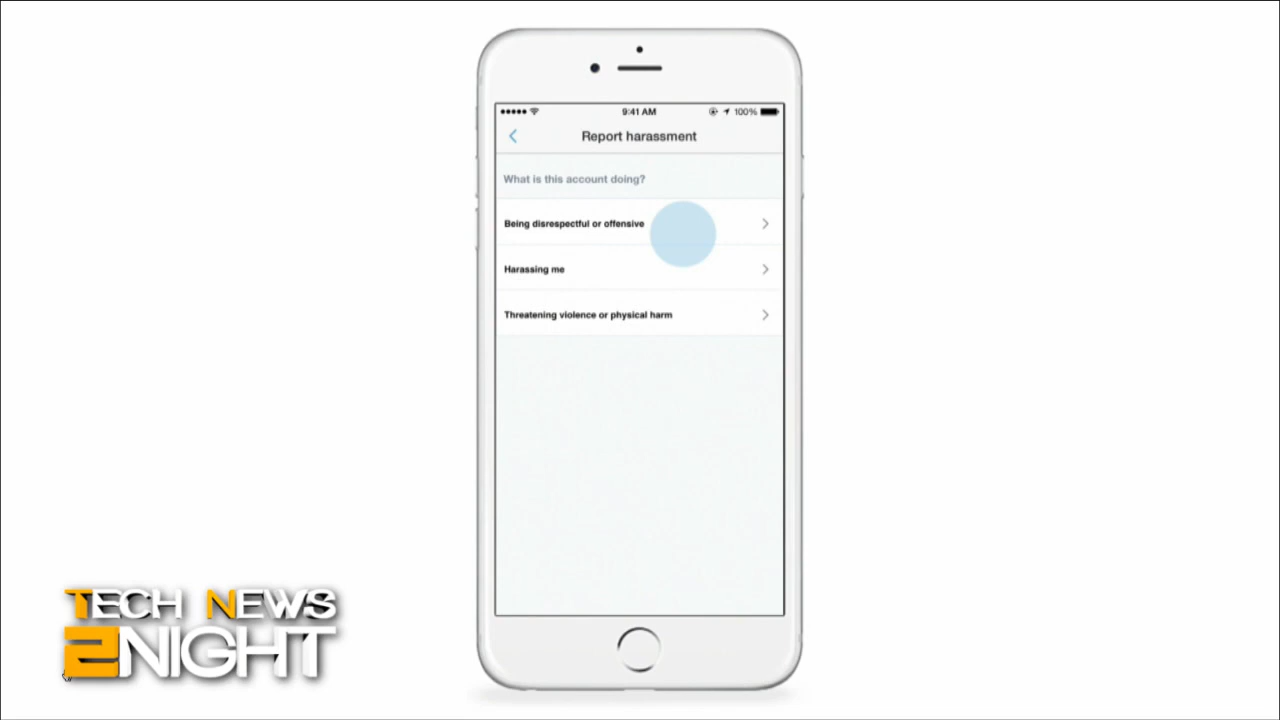 9:41 AM 100%
Report harassment
What is this account doing?
Being disrespectful or offensive
Harassing me
Threatening violence or physical harm
TECH NEWS
2NIGHT